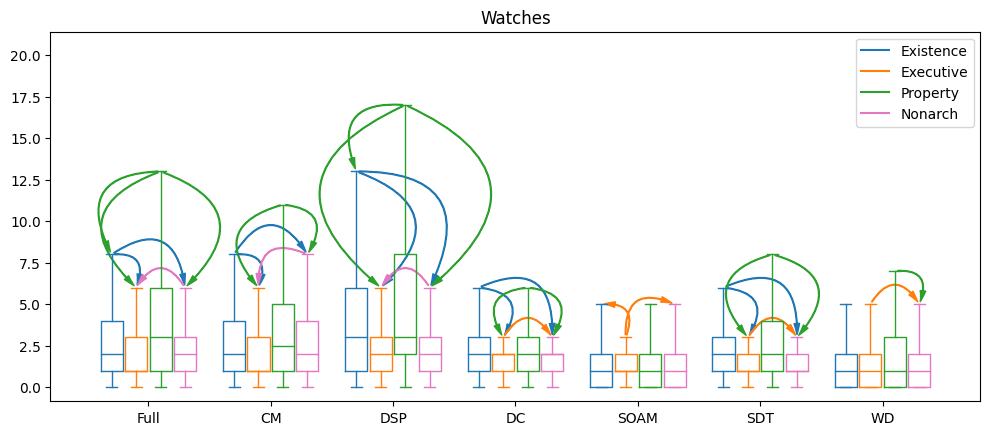 Watches
20.0
17.5
15.0
12.5
10.0
7.5
5.0
2.5
0.0
Existence
Executive
Property
Nonarch
Full CM DSP DC SOAM SDT WD